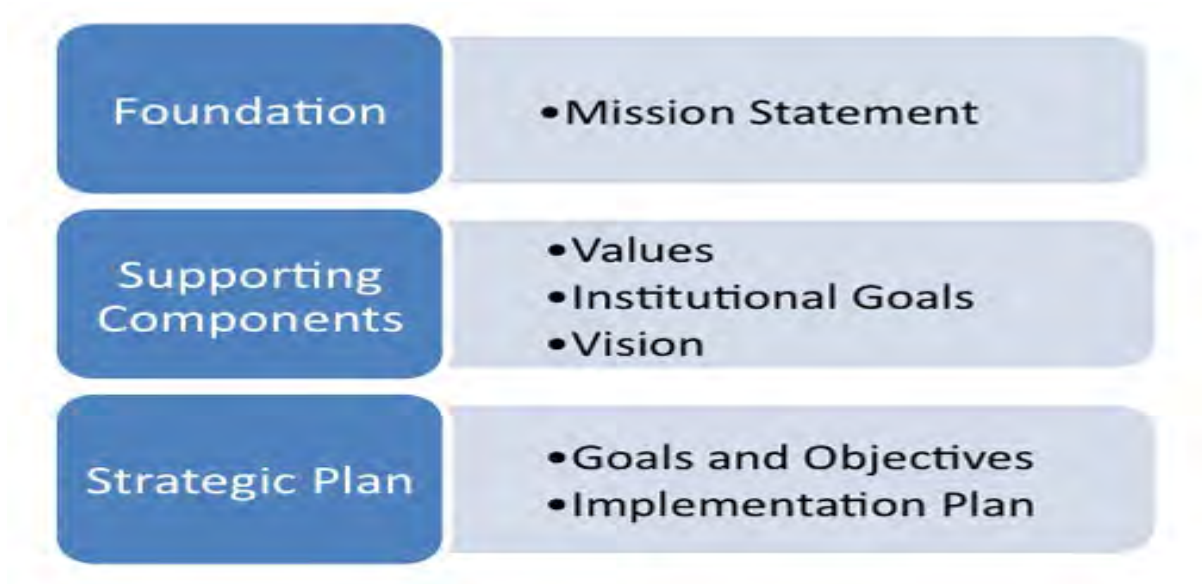 Foundation
•Mission Statement
Supporting
Components
•Values
•Institutional Goals
•Vision
Strategic Plan
•Goals and Objectives
•Implementation Plan